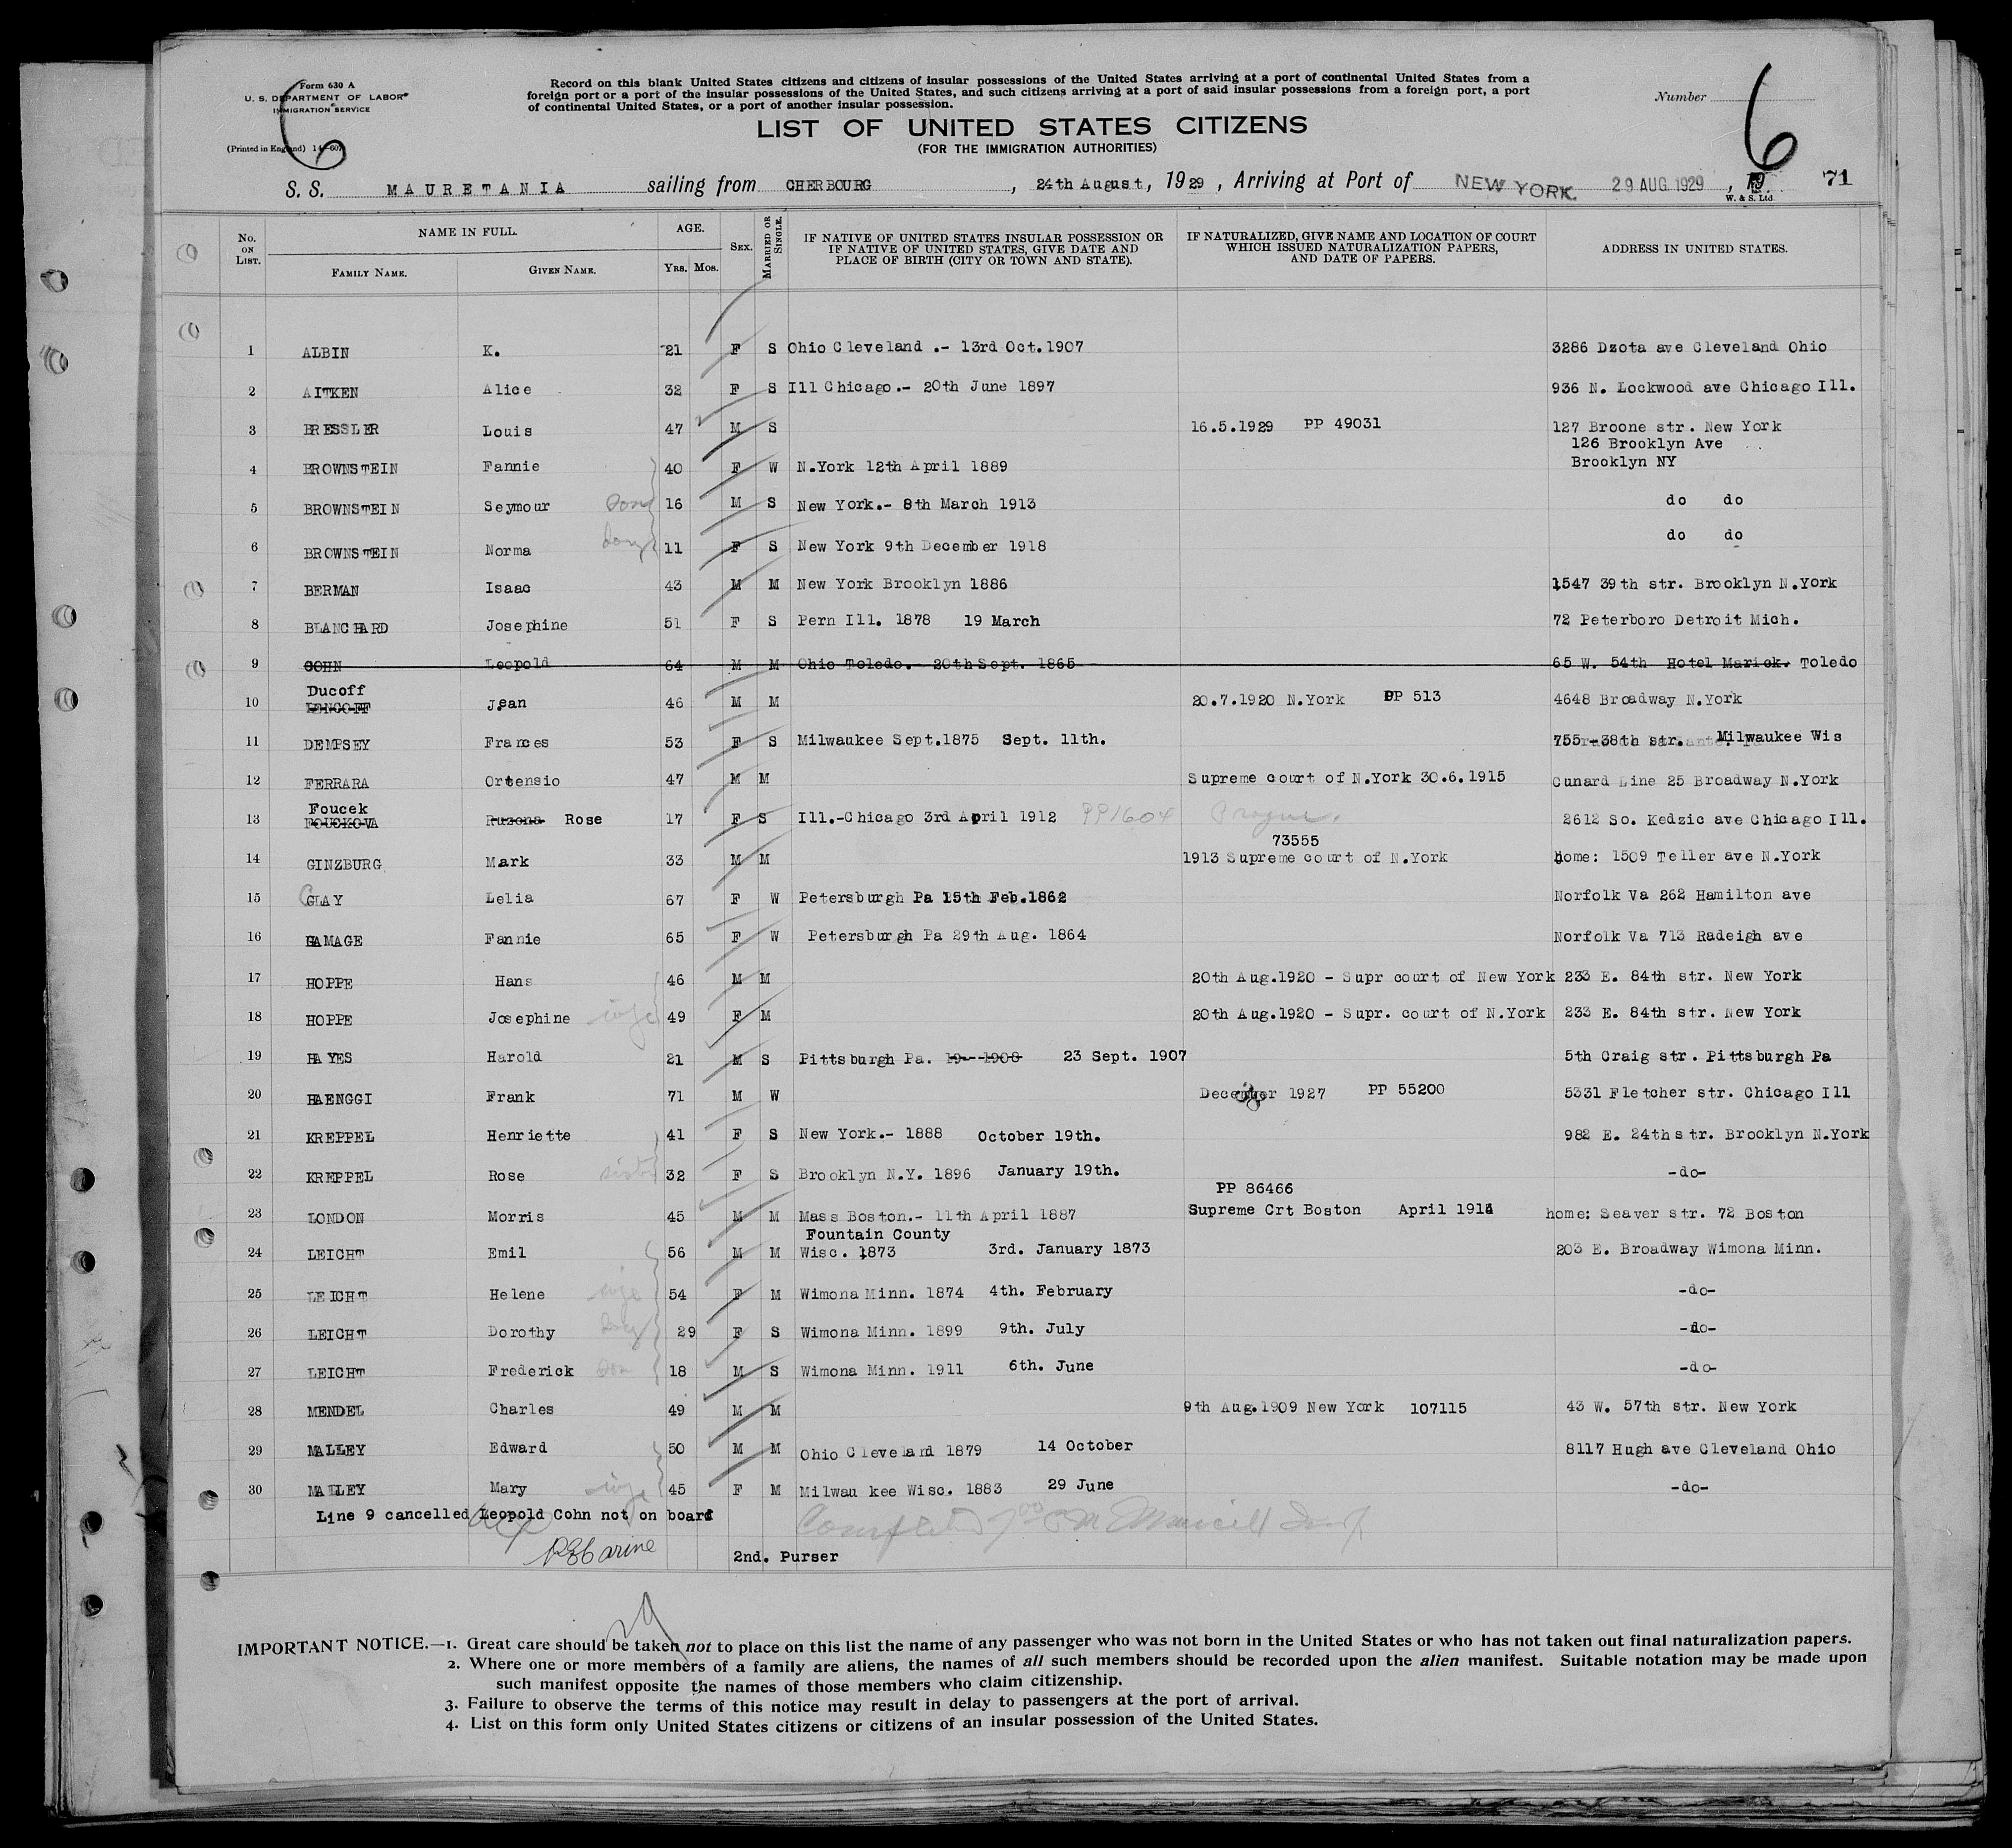 Form 630 A
U. S. DEPARTMENT OF LABOR
IMMIGRATION SERVICE
(Printed in England)
Record on this blank United States citizens and citizens of insular possessions of the United States arriving at a port of continental United States from a
foreign port or a port of the insular possessions of the United States, and such citizens arriving at a port of said insular possessions from a foreign port, a port
of continental United States, or a port of another insular possession.
Number
6
6
LIST OF UNITED STATES CITIZENS
(FOR THE IMMIGRATION AUTHORITIES)
S. S. MAURETANIA sailing from CHERBOURG, 24th August, 1929, Arriving at Port of NEW YORK. 29 AUG. 1929, 19 71
W. & S. Ltd.
No. ON LIST. NAME IN FULL. FAMILY NAME. GIVEN NAME. AGE. YRS. MOS. SEX. MARRIED OR SINGLE. IF NATIVE OF UNITED STATES INSULAR POSSESSION OR IF NATIVE OF UNITED STATES, GIVE DATE AND PLACE OF BIRTH (CITY OR TOWN AND STATE). IF NATURALIZED, GIVE NAME AND LOCATION OF COURT WHICH ISSUED NATURALIZATION PAPERS, AND DATE OF PAPERS. ADDRESS IN UNITED STATES.
1 ALBIN K. 21 F S Ohio Cleveland .- 13rd Oct.1907 3286 Dzota ave Cleveland Ohio
2 AITKEN Alice 32 F S Ill Chicago.- 20th June 1897 936 N. Lockwood ave Chicago Ill.
3 BRESSLER Louis 47 M S 16.5.1929 PP 49031 127 Broone str. New York
126 Brooklyn Ave
4 BROWNSTEIN Fannie 40 F W N.York 12th April 1889 Brooklyn NY
5 BROWNSTEIN Seymour son 16 M S New York.- 8th March 1913 do do
6 BROWNSTEIN Norma 11 F S New York 9th December 1918 do do
7 BERMAN Isaac 43 M M New York Brooklyn 1886 1547 39th str. Brooklyn N.York
8 BLANCHARD Josephine 51 F S Pern Ill. 1878 19 March 72 Peterboro Detroit Mich.
9 COHN Leopold 64 M M Ohio Toledo.- 20th Sept. 1865 65 W. 54th Hotel Marick. Toledo
Ducoff
10 Jean 46 M M 20.7.1920 N.York PP 513 4648 Broadway N.York
11 DEMPSEY Frances 53 F S Milwaukee Sept.1875 Sept. 11th. 755 -38th str. Milwaukee Wis
12 FERRARA Ortensio 47 M M Supreme court of N.York 30.6.1915 Cunard Line 25 Broadway N.York
Foucek
13 FOUCKOVA Ruzona Rose 17 F S Ill.-Chicago 3rd April 1912 PP1604 Prague. 2612 So. Kedzic ave Chicago Ill.
73555
14 GINZBURG Mark 33 M M 1913 Supreme court of N.York Home: 1509 Teller ave N.York
15 GLAY Lelia 67 F W Petersburgh Pa 15th Feb.1862 Norfolk Va 262 Hamilton ave
16 HAMAGE Fannie 65 F W Petersburgh Pa 29th Aug. 1864 Norfolk Va 713 Radeigh ave
17 HOPPE Hans 46 M M 20th Aug.1920 - Supr court of New York 233 E. 84th str. New York
18 HOPPE Josephine wife 49 F M 20th Aug.1920 - Supr. court of N.York 233 E. 84th str. New York
19 HAYES Harold 21 M S Pittsburgh Pa. 19- 1908 23 Sept. 1907 5th Craig str. Pittsburgh Pa
20 HAENGGI Frank 71 M W December 1927 PP 55200 5331 Fletcher str. Chicago Ill
21 KREPPEL Henriette 41 F S New York.- 1888 October 19th. 982 E. 24th str. Brooklyn N.York
22 KREPPEL Rose sister 32 F S Brooklyn N.Y. 1896 January 19th. -do-
PP 86466
23 LONDON Morris 45 M M Mass Boston.- 11th April 1887 Supreme Crt Boston April 1914 home: Seaver str. 72 Boston
Fountain County
24 LEICHT Emil 56 M M Wisc. 1873 3rd. January 1873 203 E. Broadway Wimona Minn.
25 LEICHT Helene wife 54 F M Wimona Minn. 1874 4th. February -do-
26 LEICHT Dorothy 29 F S Wimona Minn. 1899 9th. July -do-
27 LEICHT Frederick son 18 M S Wimona Minn. 1911 6th. June -do-
28 MENDEL Charles 49 M M 9th Aug.1909 New York 107115 43 W. 57th str. New York
29 MALLEY Edward 50 M M Ohio Cleveland 1879 14 October 8117 Hugh ave Cleveland Ohio
30 MALLEY Mary wife 45 F M Milwau kee Wisc. 1883 29 June -do-
Line 9 cancelled Leopold Cohn not on board
2nd. Purser
29
IMPORTANT NOTICE.—1. Great care should be taken not to place on this list the name of any passenger who was not born in the United States or who has not taken out final naturalization papers.
2. Where one or more members of a family are aliens, the names of all such members should be recorded upon the alien manifest. Suitable notation may be made upon
such manifest opposite the names of those members who claim citizenship.
3. Failure to observe the terms of this notice may result in delay to passengers at the port of arrival.
4. List on this form only United States citizens or citizens of an insular possession of the United States.